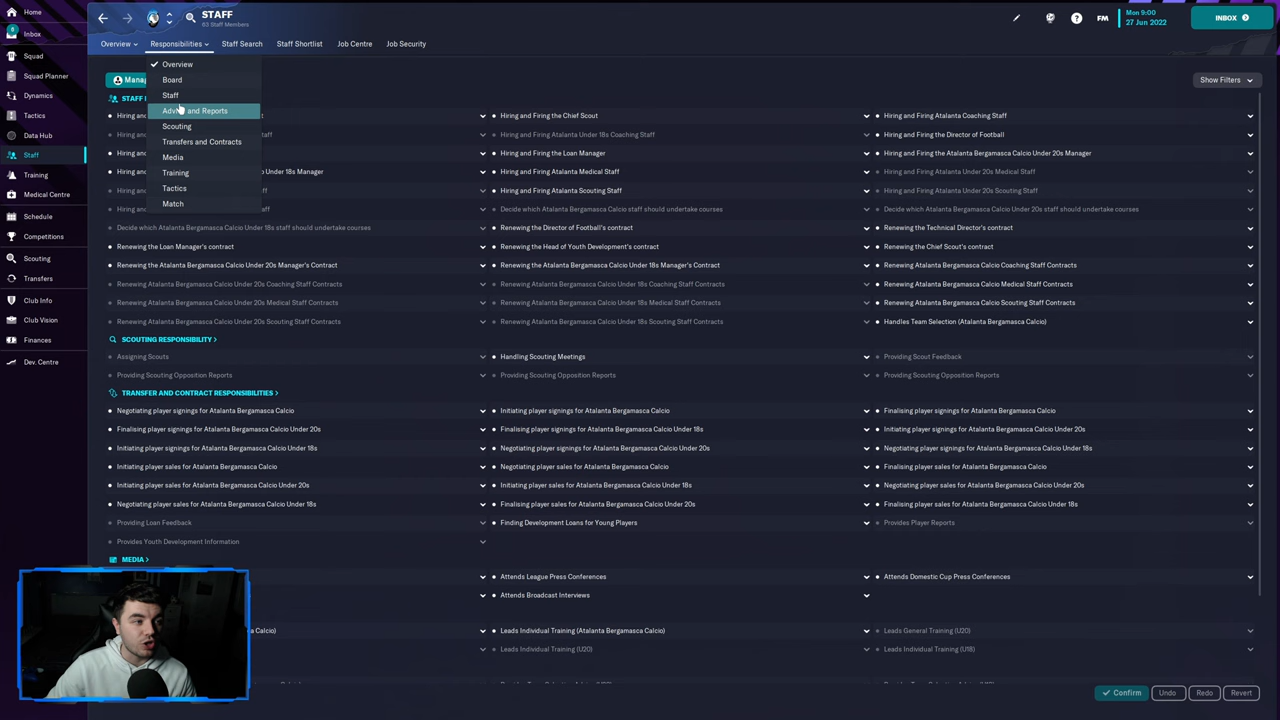 Home
Inbox
8
Squad
Squad Planner
Dynamics
Tactics
Data Hub
Staff
Training
Medical Centre
Schedule
Competitions
Scouting
Transfers
Club Info
Club Vision
Finances
Dev. Centre
STAFF
63 Staff Members
FM
Mon 9:00
27 Jun 2022
INBOX
Overview
Responsibilities
Staff Search
Staff Shortlist
Job Centre
Job Security
Overview
Board
Staff
and Reports
Scouting
Transfers and Contracts
Media
Training
Tactics
Match
Show Filters
STAFF
Hiring and Hiring and Firing the Chief Scout Hiring and Firing Atalanta Coaching Staff
Hiring and Firing Atalanta Under 18s Coaching Staff Hiring and Firing the Director of Football
Hiring and Firing the Loan Manager Hiring and Firing the Atalanta Bergamasca Calcio Under 20s Manager
Under 18s Manager Hiring and Firing Atalanta Medical Staff Hiring and Firing Atalanta Under 20s Medical Staff
Hiring and Firing Atalanta Scouting Staff Hiring and Firing Atalanta Under 20s Scouting Staff
Decide which Atalanta Bergamasca Calcio staff should undertake courses Decide which Atalanta Bergamasca Calcio Under 20s staff should undertake courses
Decide which Atalanta Bergamasca Calcio Under 18s staff should undertake courses Renewing the Director of Football's contract Renewing the Technical Director's contract
Renewing the Loan Manager's contract Renewing the Head of Youth Development's contract Renewing the Chief Scout's contract
Renewing the Atalanta Bergamasca Calcio Under 20s Manager's Contract Renewing the Atalanta Bergamasca Calcio Under 18s Manager's Contract Renewing Atalanta Bergamasca Calcio Coaching Staff Contracts
Renewing Atalanta Bergamasca Calcio Under 20s Coaching Staff Contracts Renewing Atalanta Bergamasca Calcio Under 18s Coaching Staff Contracts Renewing Atalanta Bergamasca Calcio Medical Staff Contracts
Renewing Atalanta Bergamasca Calcio Under 20s Medical Staff Contracts Renewing Atalanta Bergamasca Calcio Under 18s Medical Staff Contracts Renewing Atalanta Bergamasca Calcio Scouting Staff Contracts
Renewing Atalanta Bergamasca Calcio Under 20s Scouting Staff Contracts Renewing Atalanta Bergamasca Calcio Under 18s Scouting Staff Contracts Handles Team Selection (Atalanta Bergamasca Calcio)
SCOUTING RESPONSIBILITY >
Assigning Scouts Handling Scouting Meetings Providing Scout Feedback
Providing Scouting Opposition Reports Providing Scouting Opposition Reports Providing Scouting Opposition Reports
TRANSFER AND CONTRACT RESPONSIBILITIES >
Negotiating player signings for Atalanta Bergamasca Calcio Initiating player signings for Atalanta Bergamasca Calcio Finalising player signings for Atalanta Bergamasca Calcio
Finalising player signings for Atalanta Bergamasca Calcio Under 20s Finalising player signings for Atalanta Bergamasca Calcio Under 18s Initiating player signings for Atalanta Bergamasca Calcio Under 20s
Initiating player signings for Atalanta Bergamasca Calcio Under 18s Negotiating player signings for Atalanta Bergamasca Calcio Under 20s Negotiating player signings for Atalanta Bergamasca Calcio Under 18s
Initiating player sales for Atalanta Bergamasca Calcio Negotiating player sales for Atalanta Bergamasca Calcio Finalising player sales for Atalanta Bergamasca Calcio
Initiating player sales for Atalanta Bergamasca Calcio Under 20s Initiating player sales for Atalanta Bergamasca Calcio Under 18s Negotiating player sales for Atalanta Bergamasca Calcio Under 20s
Negotiating player sales for Atalanta Bergamasca Calcio Under 18s Finalising player sales for Atalanta Bergamasca Calcio Under 20s Finalising player sales for Atalanta Bergamasca Calcio Under 18s
Providing Loan Feedback Finding Development Loans for Young Players Provides Player Reports
Provides Youth Development Information
MEDIA >
Attends League Press Conferences Attends Domestic Cup Press Conferences
Attends Broadcast Interviews
Calcio) Leads Individual Training (Atalanta Bergamasca Calcio) Leads General Training (U20)
Leads Individual Training (U20) Leads Individual Training (U18)
Confirm
Undo
Redo
Revert